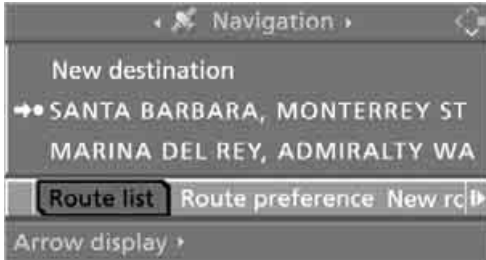 Navigation
New destination
SANTA BARBARA, MONTERREY ST
MARINA DEL REY, ADMIRALTY WA
Route list Route preference New ro
Arrow display